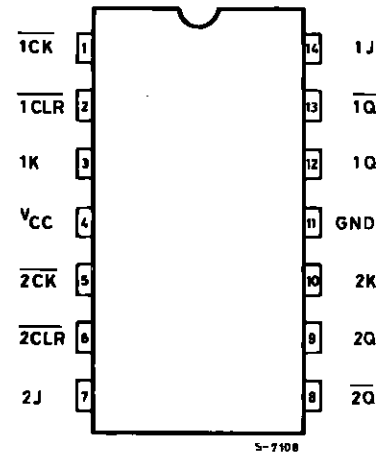 1CK 1 14 1J
1CLR 2 13 1Q
1K 3 12 1Q
VCC 4 11 GND
2CK 5 10 2K
2CLR 6 9 2Q
2J 7 8 2Q
S-7108